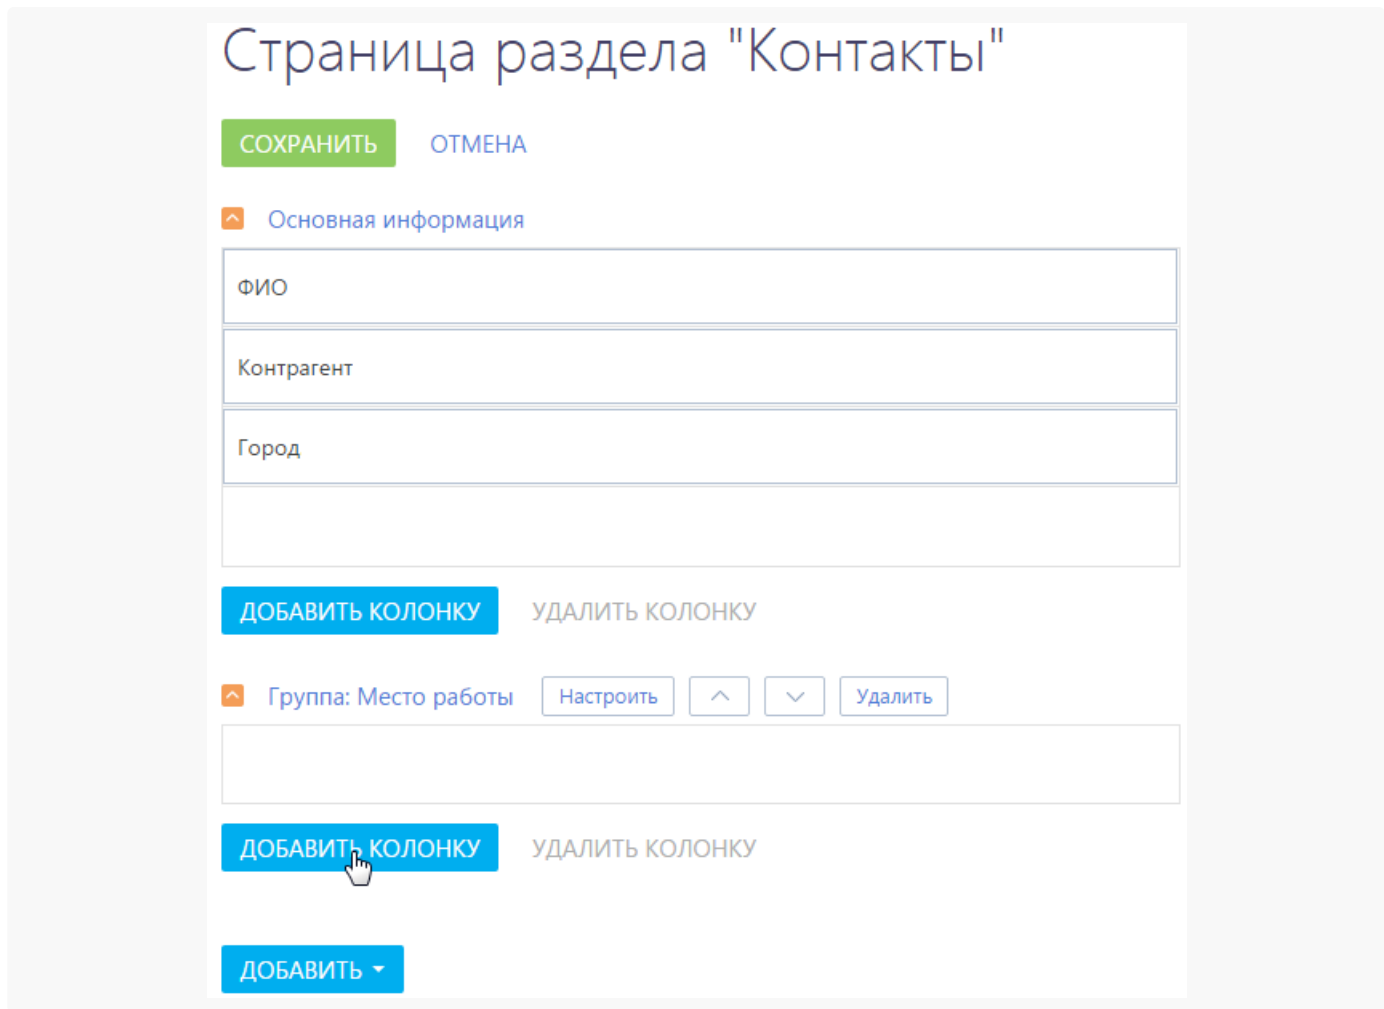 Страница раздела "Контакты"
СОХРАНИТЬ ОТМЕНА
Основная информация
ФИО
Контрагент
Город
ДОБАВИТЬ КОЛОНКУ УДАЛИТЬ КОЛОНКУ
Группа: Место работы Настроить Удалить
ДОБАВИТЬ КОЛОНКУ УДАЛИТЬ КОЛОНКУ
ДОБАВИТЬ